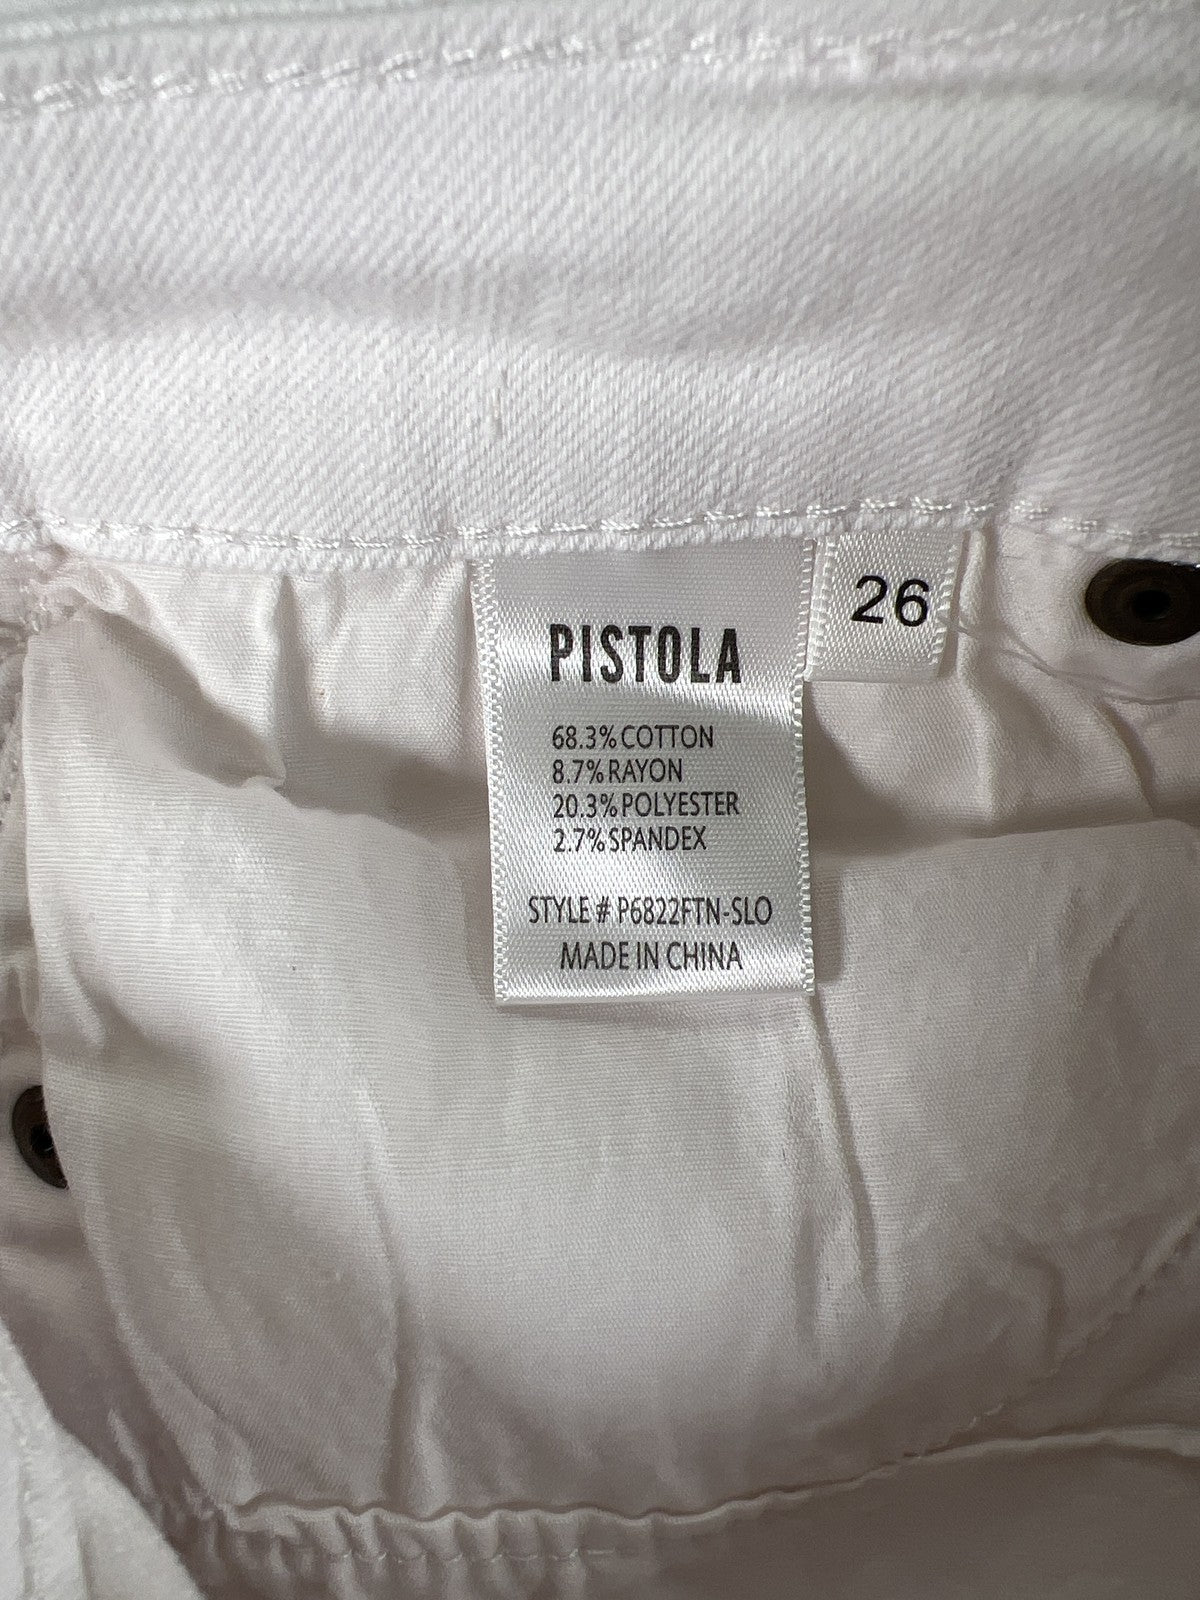 PISTOLA
26
68.3% COTTON
8.7% RAYON
20.3% POLYESTER
2.7% SPANDEX
STYLE # P6822FTN-SLO
MADE IN CHINA